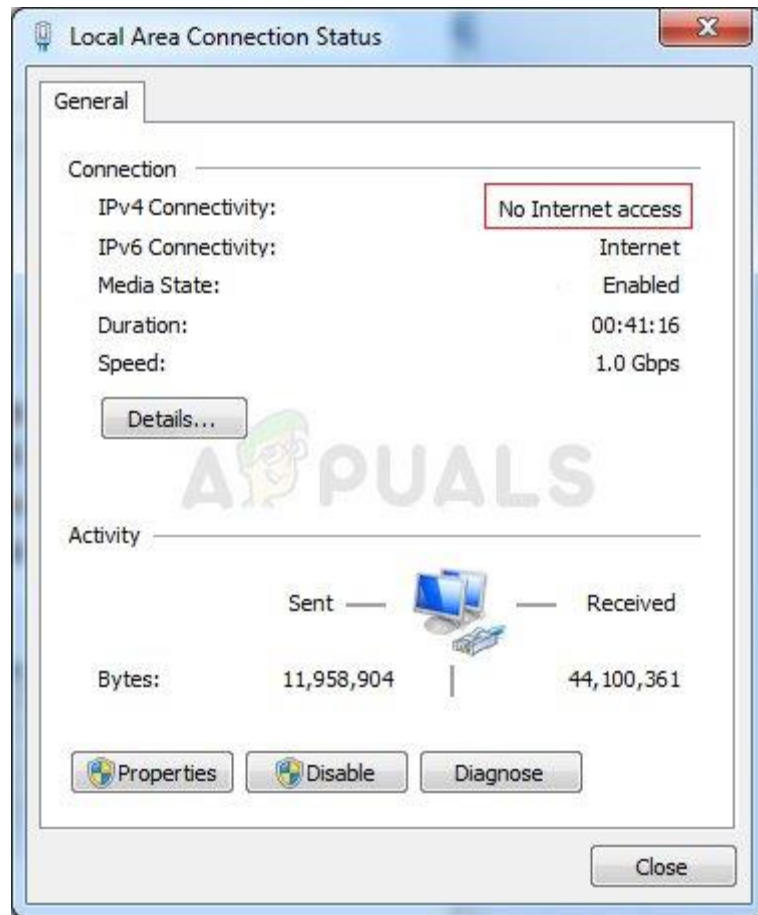 Local Area Connection Status
General
Connection
IPv4 Connectivity: No Internet access
IPv6 Connectivity: Internet
Media State: Enabled
Duration: 00:41:16
Speed: 1.0 Gbps
Details...
APPUALS
Activity
Sent Received
Bytes: 11,958,904 44,100,361
Properties Disable Diagnose
Close